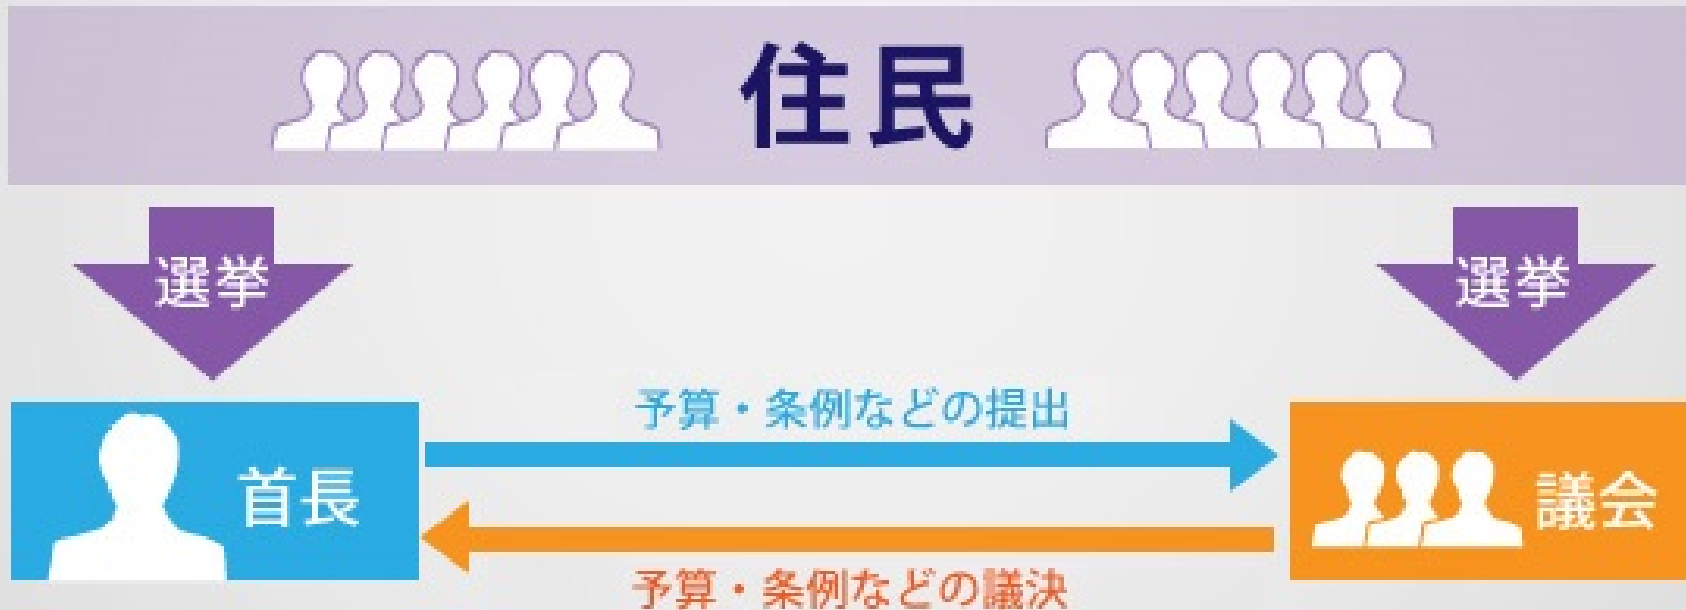 住民
選挙
選挙
予算・条例などの提出
首長
議会
予算・条例などの議決